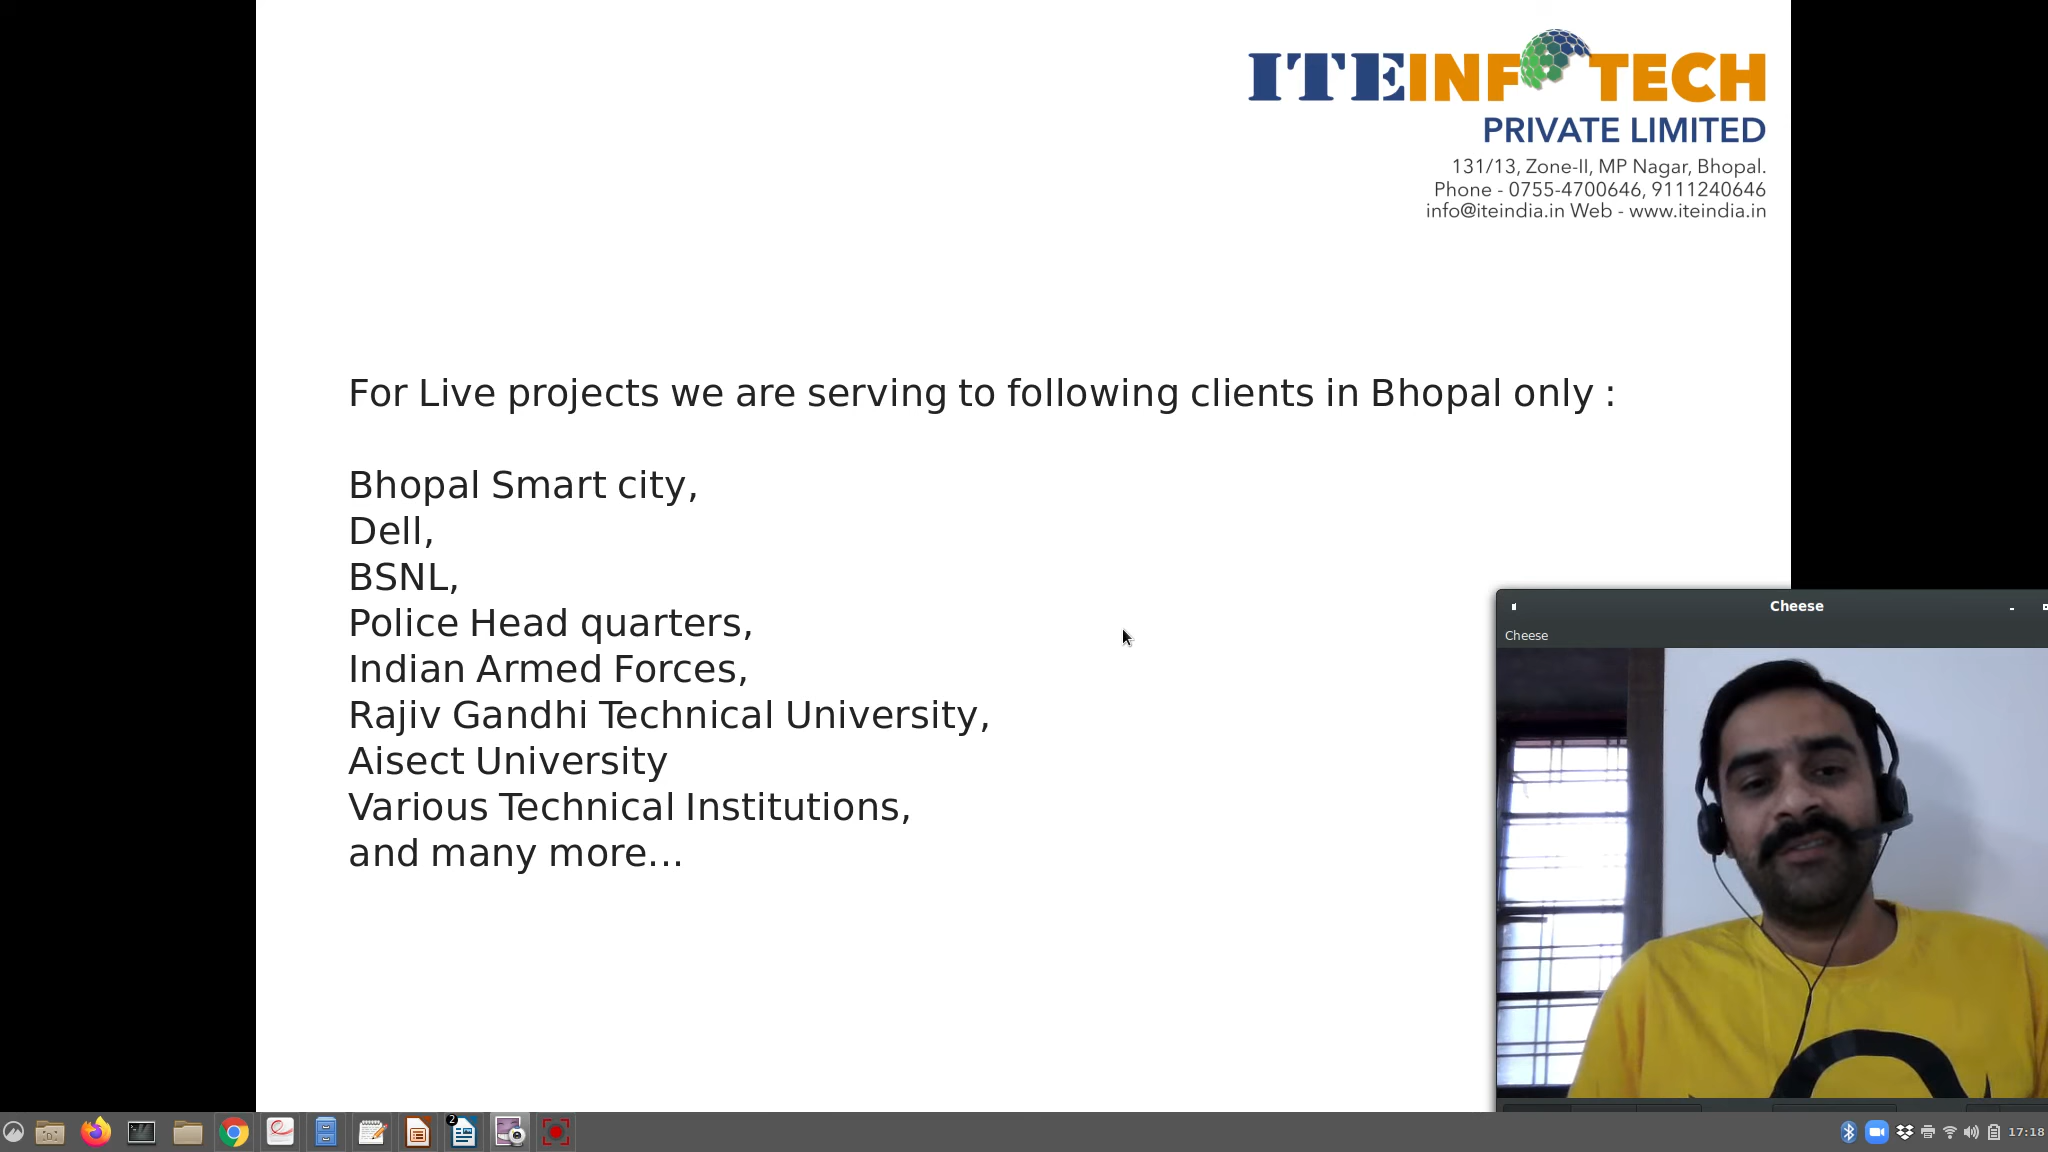 ITEINFOTECH
PRIVATE LIMITED
131/13, Zone-II, MP Nagar, Bhopal.
Phone - 0755-4700646, 9111240646
info@iteindia.in Web - www.iteindia.in
For Live projects we are serving to following clients in Bhopal only :
Bhopal Smart city,
Dell,
BSNL,
Police Head quarters,
Indian Armed Forces,
Rajiv Gandhi Technical University,
Aisect University
Various Technical Institutions,
and many more...
Cheese
Cheese
2
17:18